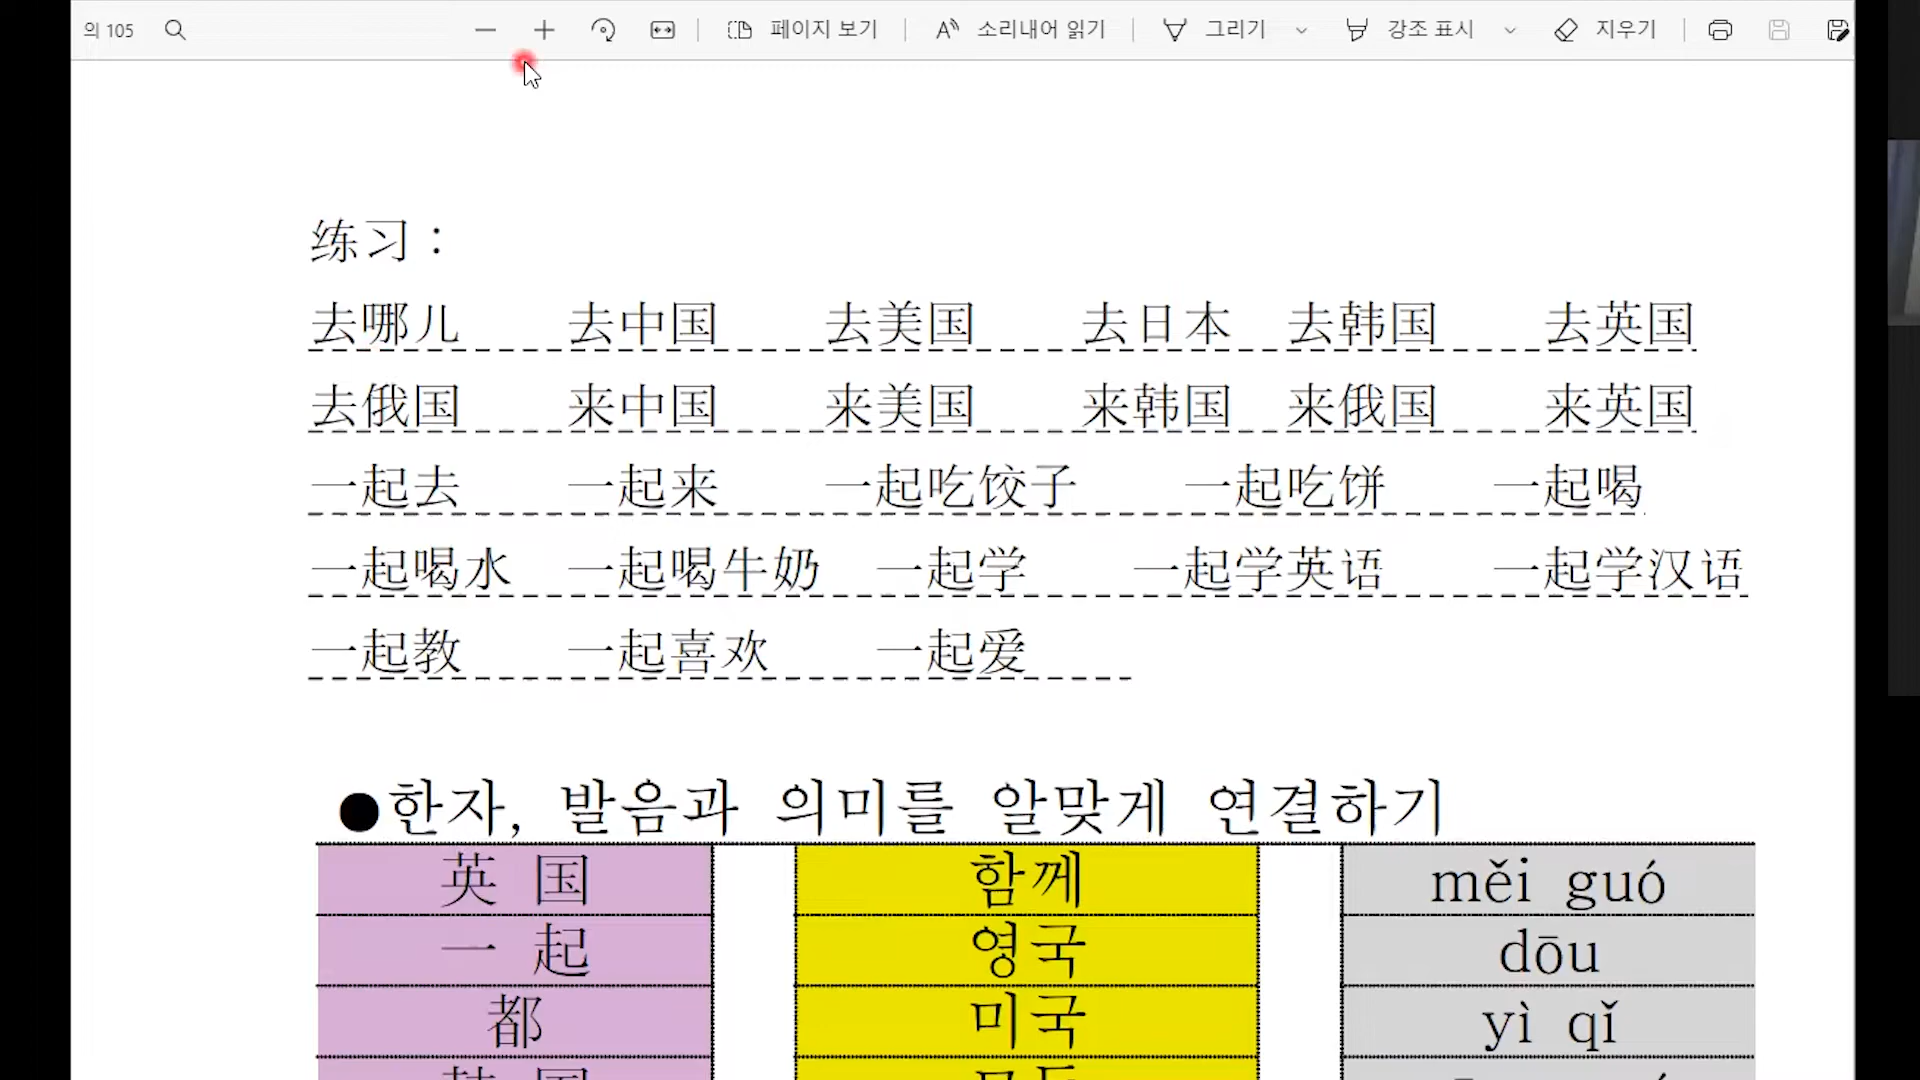 의 105 페이지 보기 소리내어 읽기 그리기 강조 표시 지우기
练习：
去哪儿 去中国 去美国 去日本 去韩国 去英国
去俄国 来中国 来美国 来韩国 来俄国 来英国
一起去 一起来 一起吃饺子 一起吃饼 一起喝
一起喝水 一起喝牛奶 一起学 一起学英语 一起学汉语
一起教 一起喜欢 一起爱
●한자, 발음과 의미를 알맞게 연결하기
英 国 함께 měi guó
一 起 영국 dōu
都 미국 yì qǐ